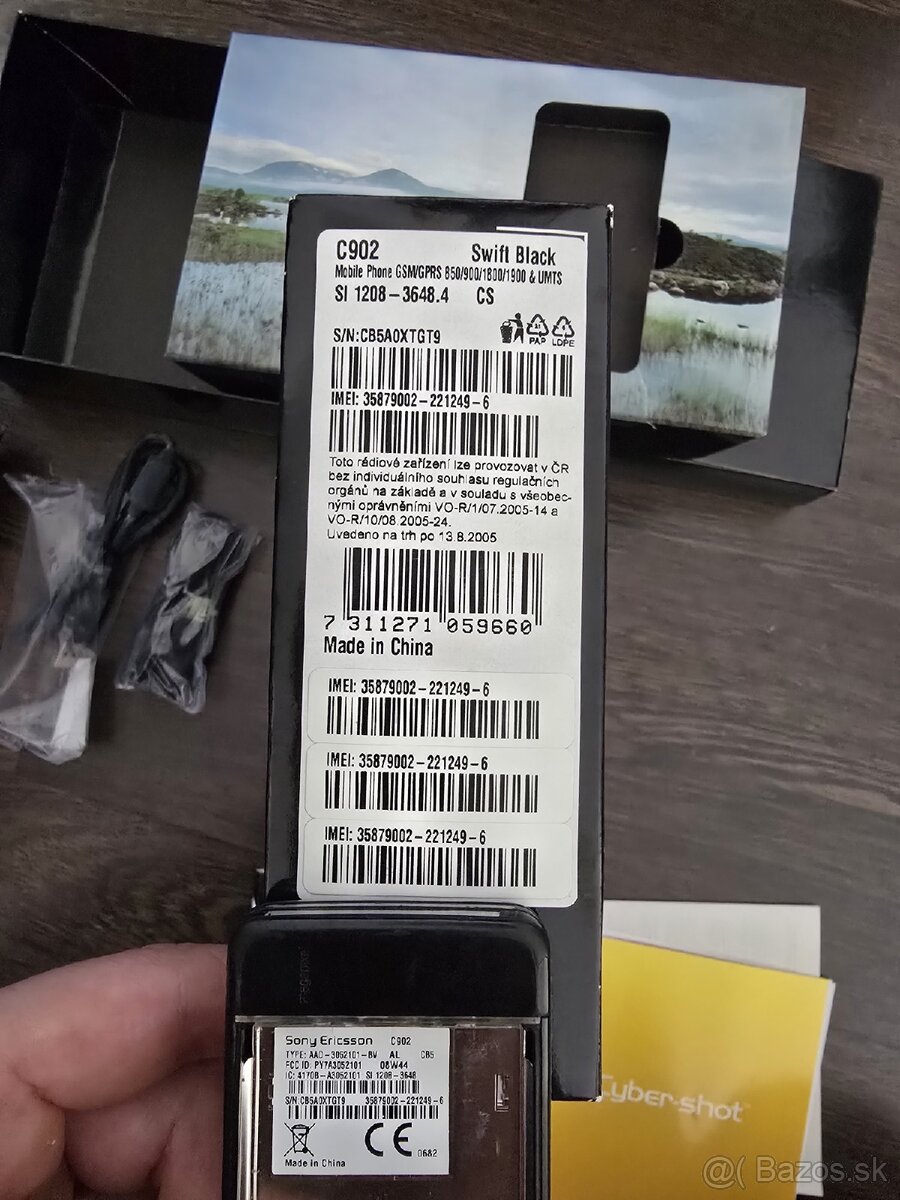 C902 Swift Black
Mobile Phone GSM/GPRS 850/900/1800/1900 & UMTS
SI 1208-3648.4 CS
S/N:CB5A0XTGT9
PAP LDPE
IMEI: 35879002-221249-6
Toto rádiové zařízení lze provozovat v ČR
bez individuálního souhlasu regulačních
orgánů na základě a v souladu s všeobec-
nými oprávněními VO-R/1/07.2005-14 a
VO-R/10/08.2005-24.
Uvedeno na trh po 13.8.2005
7 311271 059660
Made in China
IMEI: 35879002-221249-6
IMEI: 35879002-221249-6
IMEI: 35879002-221249-6
Sony Ericsson C902
TYPE: AAD-3052101-BV AL CB5
FCC ID: PY7A3052101 08W44
IC: 4170B-A3052101 SI 1208-3648
S/N:CB5A0XTGT9 35879002-221249-6
CE 0682
Made in China
Cyber-shot
@( Bazos.sk